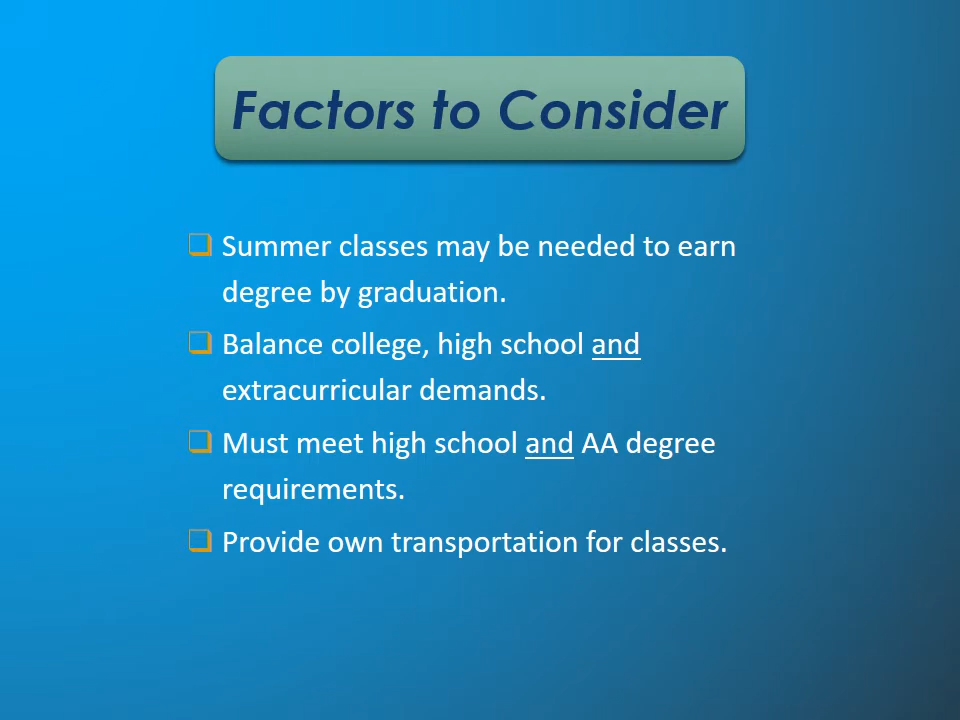 Factors to Consider
❑ Summer classes may be needed to earn
degree by graduation.
❑ Balance college, high school and
extracurricular demands.
❑ Must meet high school and AA degree
requirements.
❑ Provide own transportation for classes.